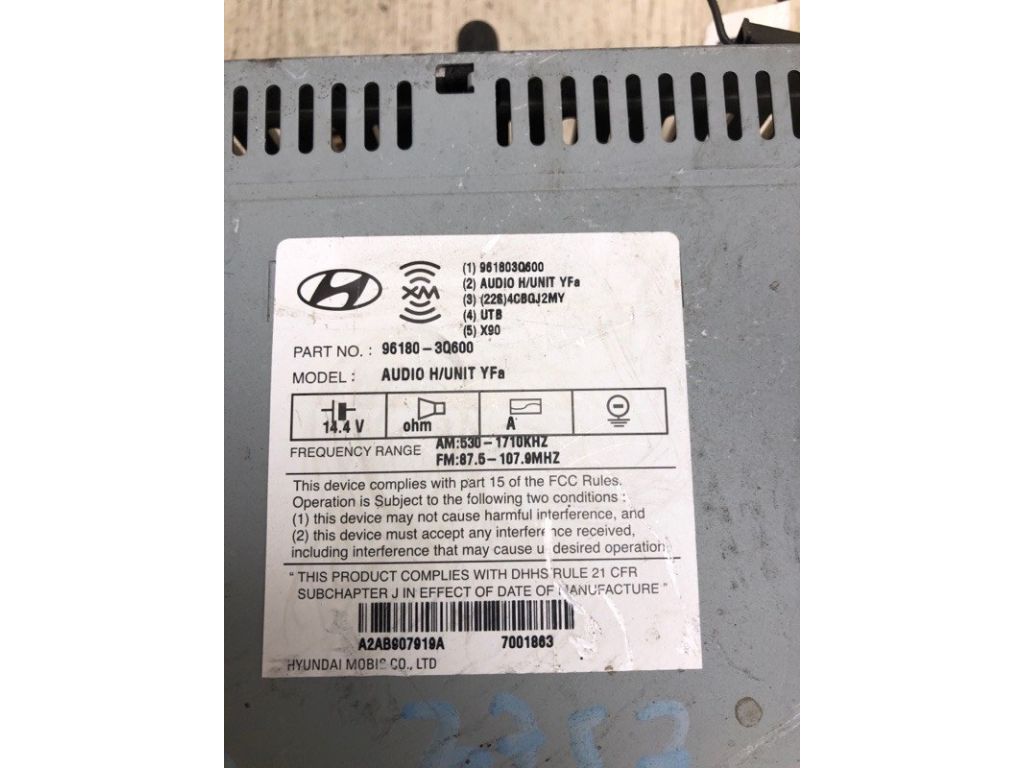 XM
(1) 961803Q600
(2) AUDIO H/UNIT YFa
(3) (228)4CBGJ2MY
(4) UTB
(5) X90
PART NO. : 96180-3Q600
MODEL : AUDIO H/UNIT YFa
14.4 V ohm A
FREQUENCY RANGE AM:530-1710KHZ
FM:87.5-107.9MHZ
This device complies with part 15 of the FCC Rules.
Operation is Subject to the following two conditions :
(1) this device may not cause harmful interference, and
(2) this device must accept any interference received,
including interference that may cause u desired operation.
" THIS PRODUCT COMPLIES WITH DHHS RULE 21 CFR
SUBCHAPTER J IN EFFECT OF DATE OF MANUFACTURE "
A2AB907919A 7001863
HYUNDAI MOBIS CO., LTD